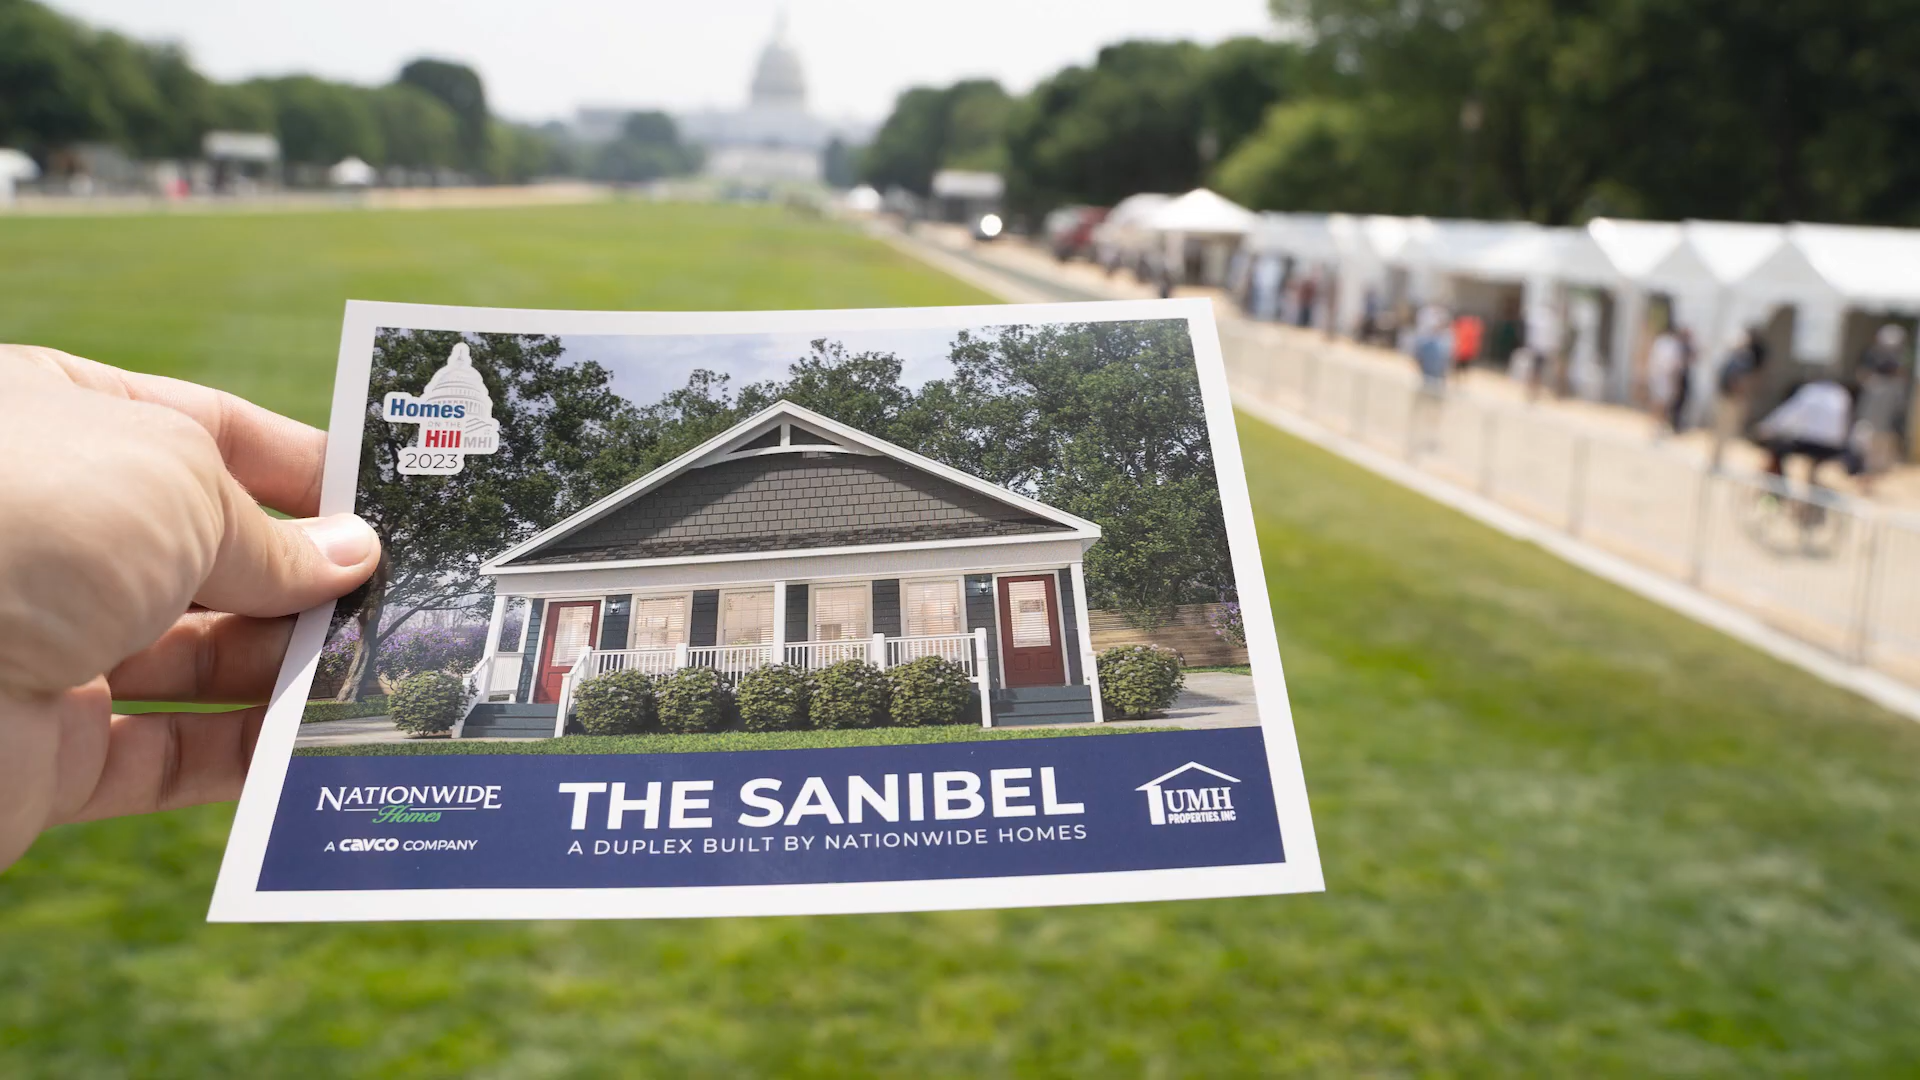 Homes
ON THE
Hill MHI
2023
NATIONWIDE
Homes
A CAVCO COMPANY
THE SANIBEL
A DUPLEX BUILT BY NATIONWIDE HOMES
UMH
PROPERTIES, INC